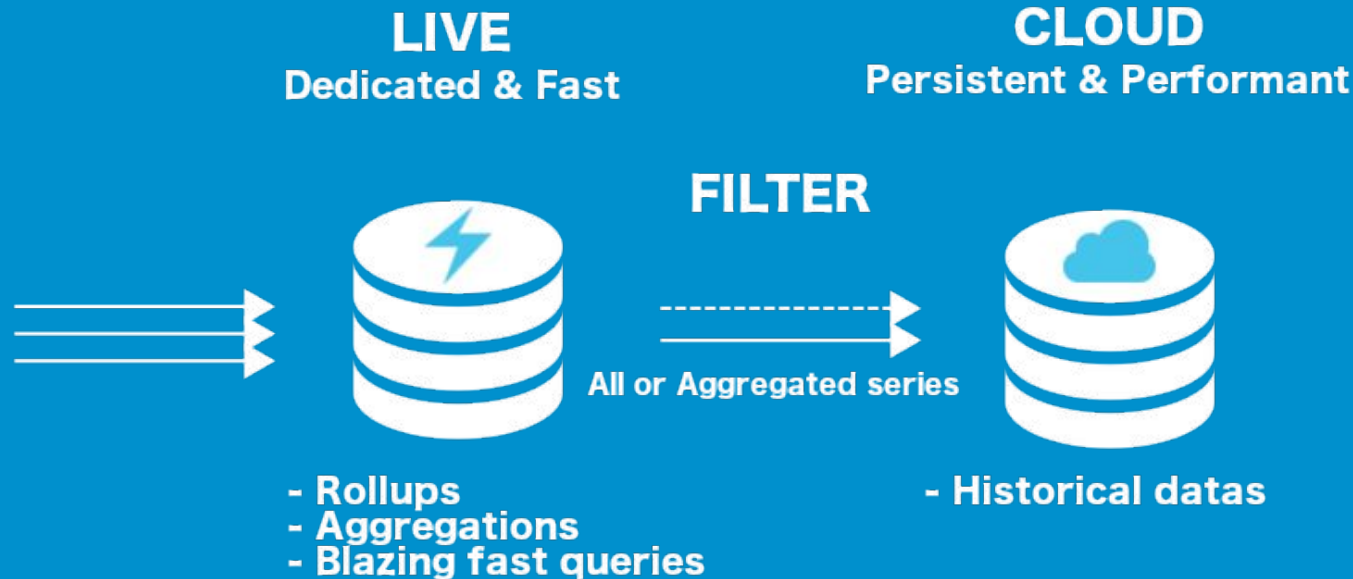 LIVE
Dedicated & Fast
CLOUD
Persistent & Performant
FILTER
All or Aggregated series
- Rollups
- Aggregations
- Blazing fast queries
- Historical datas